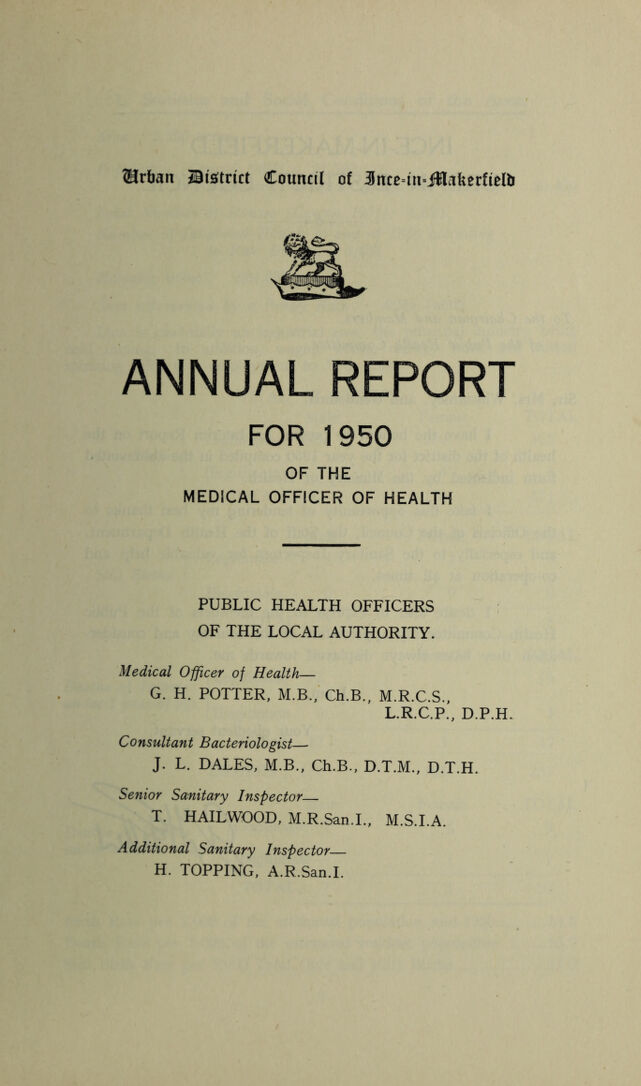 Urban District Council of Ince-in-Makerfield
ANNUAL REPORT
FOR 1950
OF THE
MEDICAL OFFICER OF HEALTH
PUBLIC HEALTH OFFICERS
OF THE LOCAL AUTHORITY.
Medical Officer of Health—
G. H. POTTER, M.B., Ch.B., M.R.C.S.,
L.R.C.P., D.P.H.
Consultant Bacteriologist—
J. L. DALES, M.B., Ch.B., D.T.M., D.T.H.
Senior Sanitary Inspector—
T. HAILWOOD, M.R.San.I., M.S.I.A.
Additional Sanitary Inspector—
H. TOPPING, A.R.San.I.